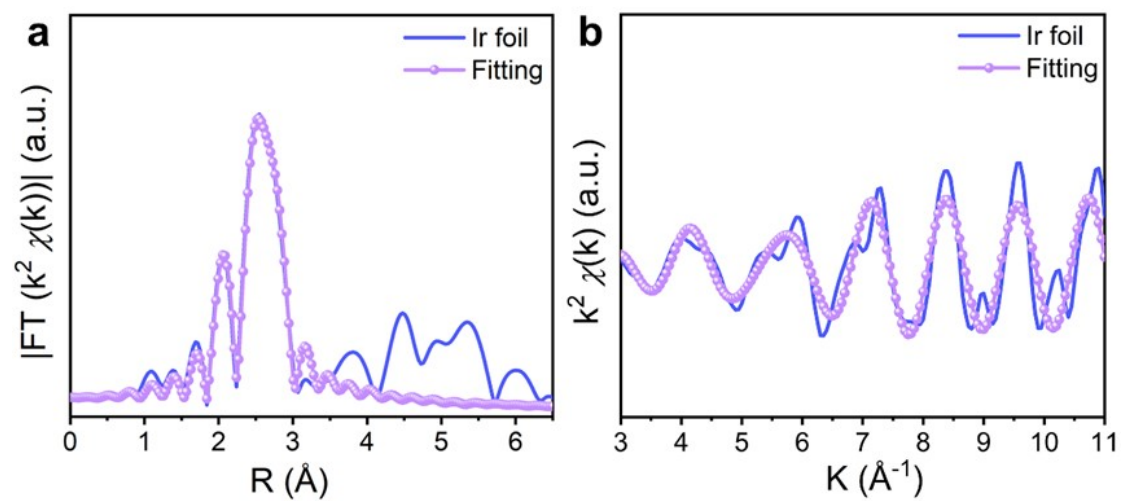 a
Ir foil
Fitting
|FT (k² χ(k))| (a.u.)
0 1 2 3 4 5 6
R (Å)
b
Ir foil
Fitting
k² χ(k) (a.u.)
3 4 5 6 7 8 9 10 11
K (Å⁻¹)